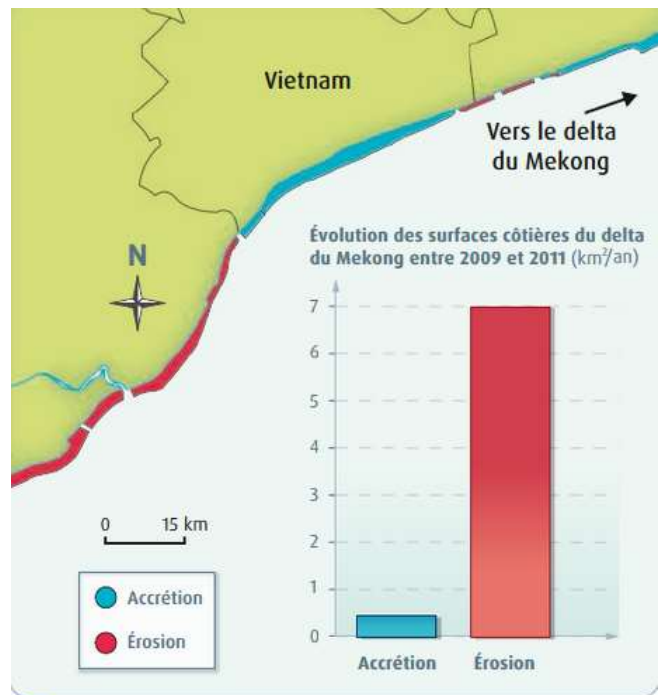 Vietnam
Vers le delta
du Mekong
N
Évolution des surfaces côtières du delta
du Mekong entre 2009 et 2011 (km²/an)
7
6
5
4
3
2
1
0
Accrétion Érosion
0 15 km
Accrétion
Érosion